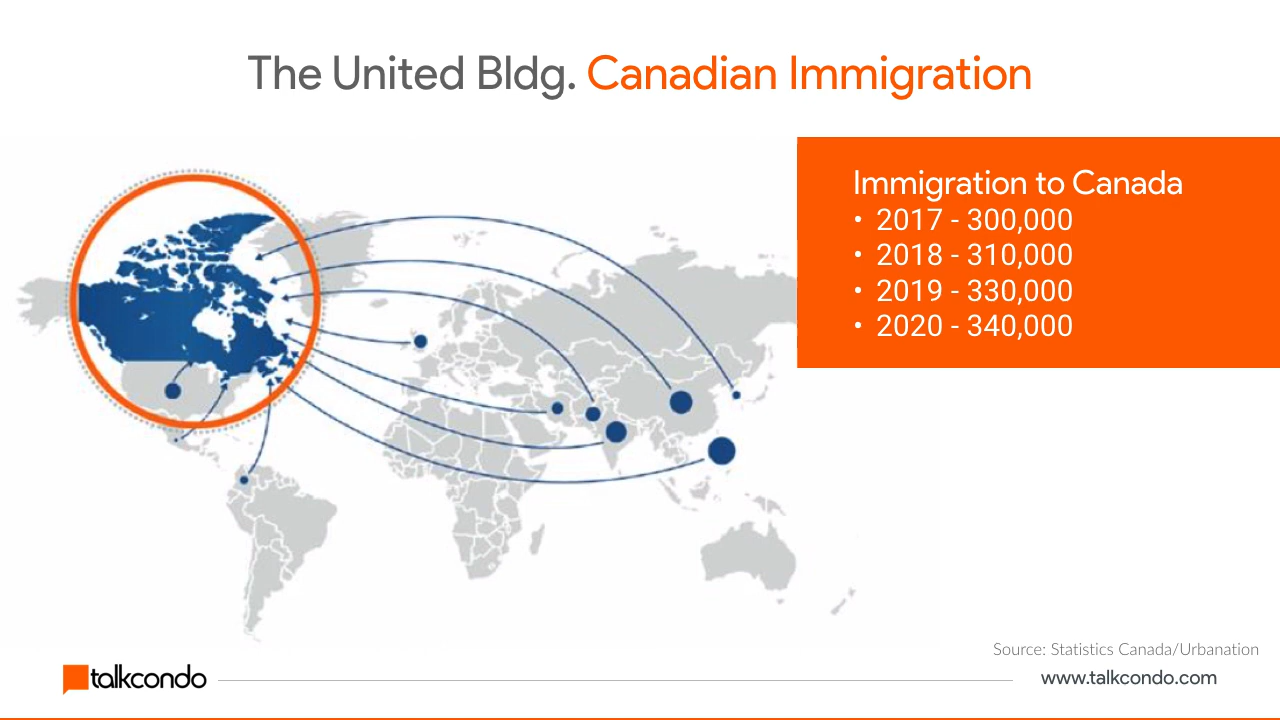 The United Bldg. Canadian Immigration
Immigration to Canada
• 2017 - 300,000
• 2018 - 310,000
• 2019 - 330,000
• 2020 - 340,000
Source: Statistics Canada/Urbanation
talkcondo
www.talkcondo.com